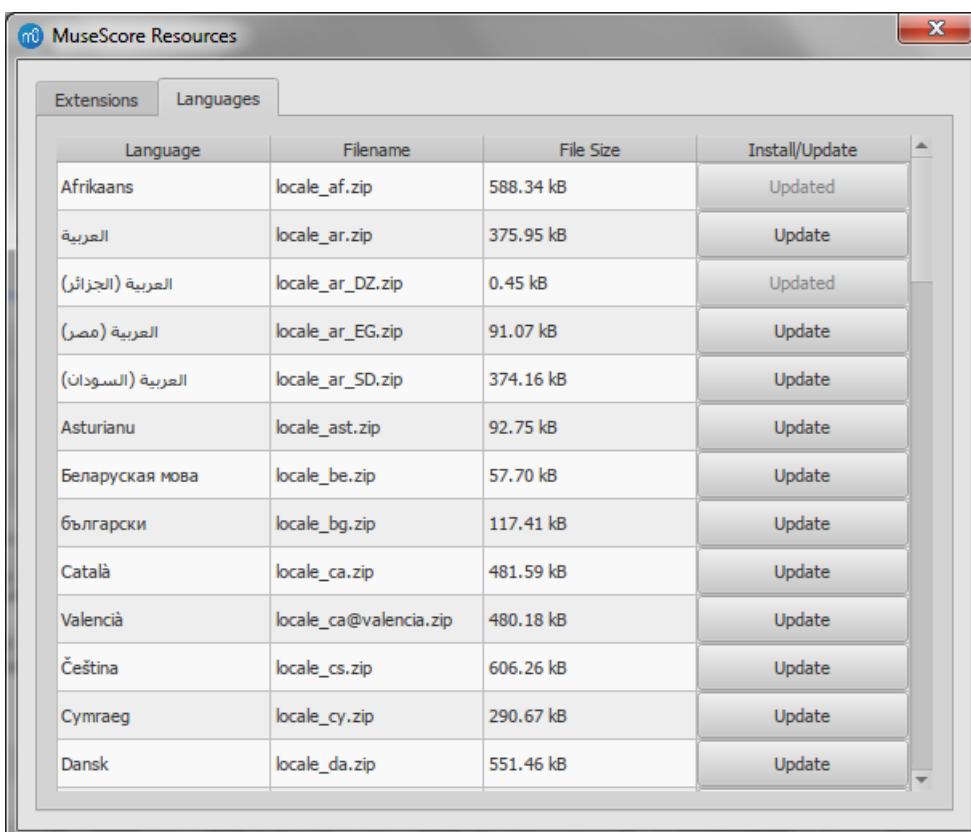 MuseScore Resources
Extensions Languages
Language Filename File Size Install/Update
Afrikaans locale_af.zip 588.34 kB Updated
العربية locale_ar.zip 375.95 kB Update
العربية (الجزائر) locale_ar_DZ.zip 0.45 kB Updated
العربية (مصر) locale_ar_EG.zip 91.07 kB Update
العربية (السودان) locale_ar_SD.zip 374.16 kB Update
Asturianu locale_ast.zip 92.75 kB Update
Беларуская мова locale_be.zip 57.70 kB Update
български locale_bg.zip 117.41 kB Update
Català locale_ca.zip 481.59 kB Update
Valencià locale_ca@valencia.zip 480.18 kB Update
Čeština locale_cs.zip 606.26 kB Update
Cymraeg locale_cy.zip 290.67 kB Update
Dansk locale_da.zip 551.46 kB Update